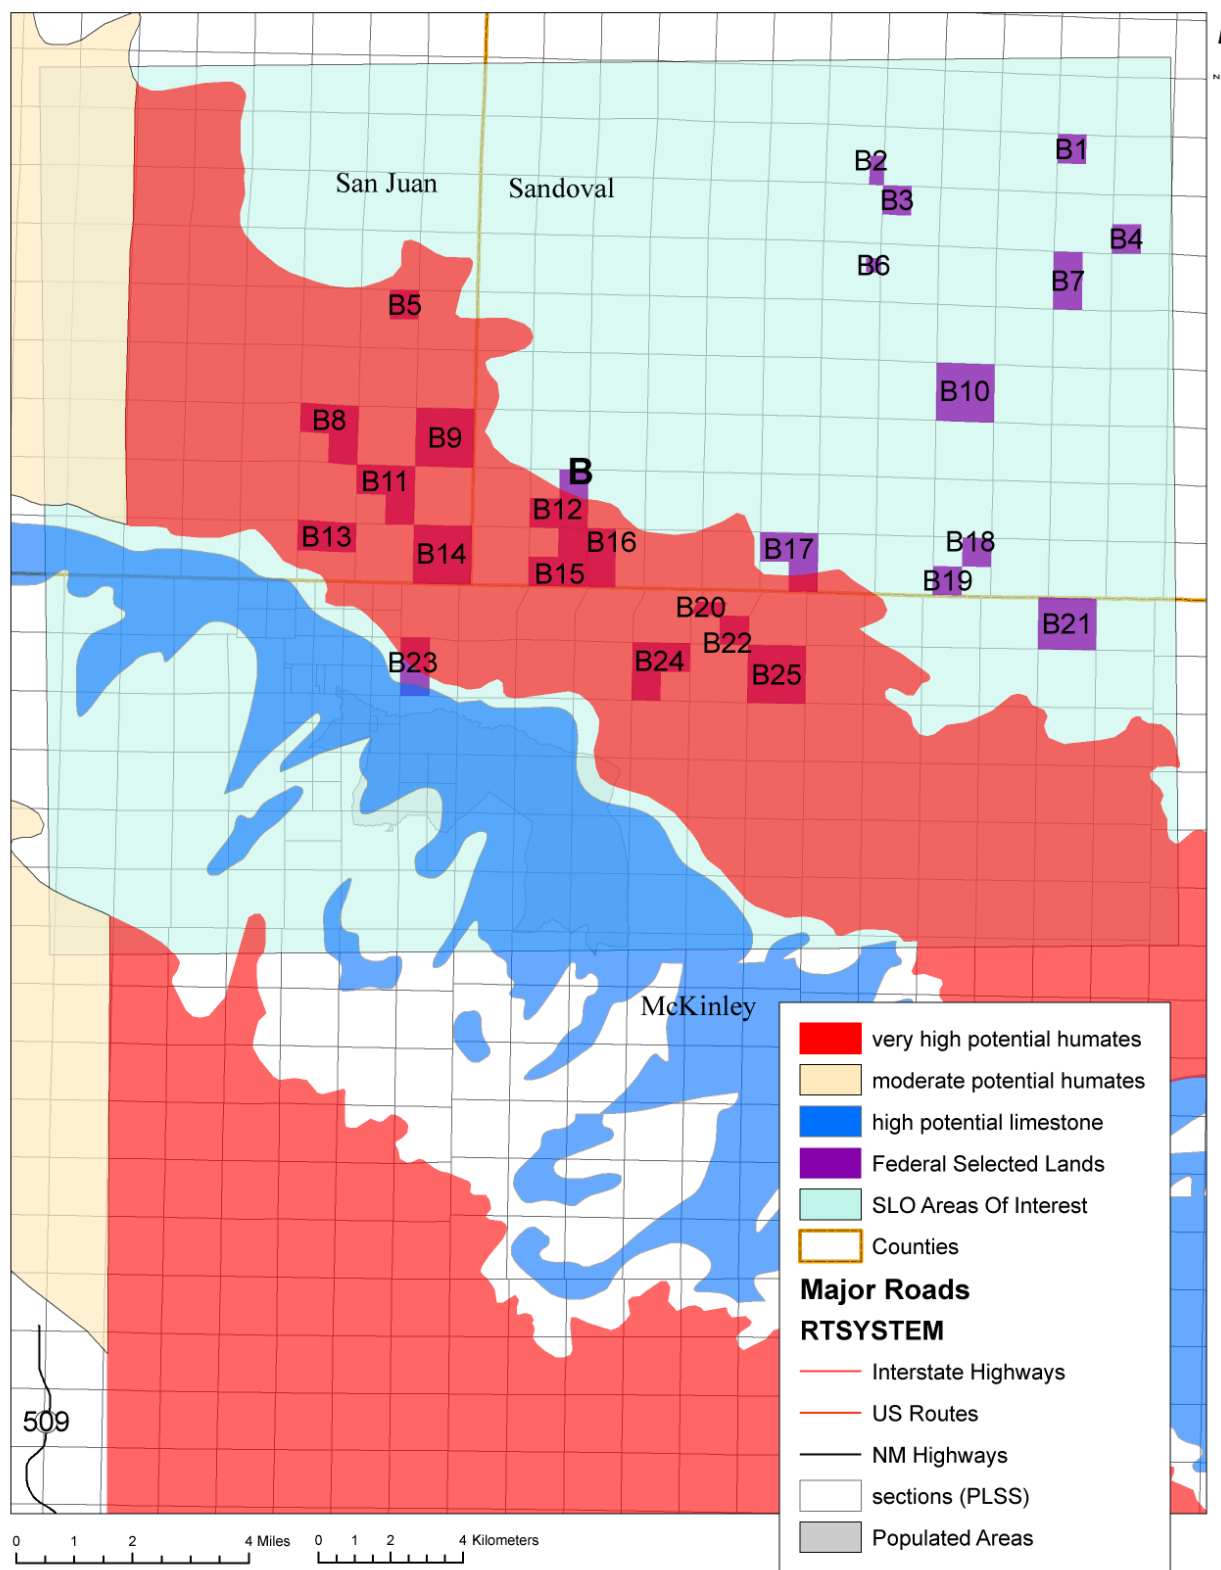 z
B1
B2
San Juan
Sandoval
B3
B4
B6
B7
B5
B10
B8
B9
B
B11
B12
B13
B16
B18
B14
B17
B15
B19
B20
B21
B22
B23
B24
B25
McKinley
very high potential humates
moderate potential humates
high potential limestone
Federal Selected Lands
SLO Areas Of Interest
Counties
Major Roads
RTSYSTEM
Interstate Highways
US Routes
509
NM Highways
sections (PLSS)
Populated Areas
0 1 2 4 Miles
0 1 2 4 Kilometers